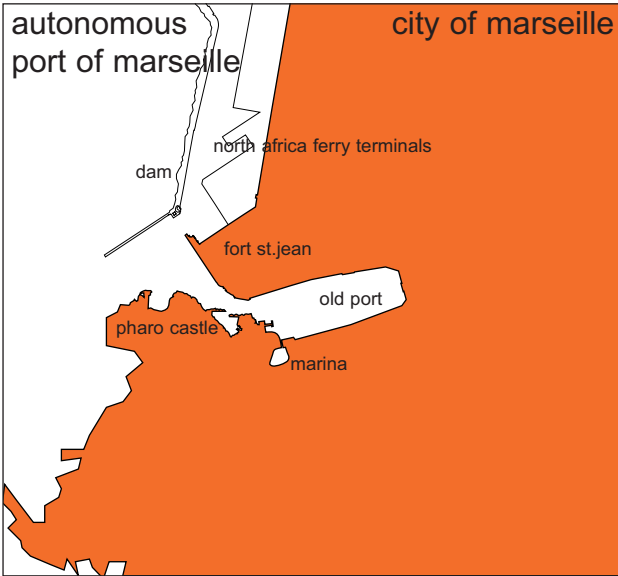 autonomous
port of marseille
city of marseille
north africa ferry terminals
dam
fort st.jean
old port
pharo castle
marina